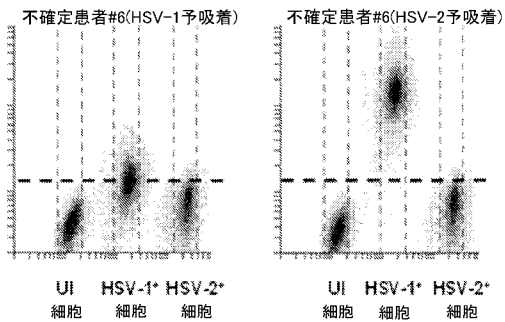 不確定患者#6(HSV-1予吸着)
不確定患者#6(HSV-2予吸着)
UI 細胞
HSV-1+ 細胞
HSV-2+ 細胞
UI 細胞
HSV-1+ 細胞
HSV-2+ 細胞